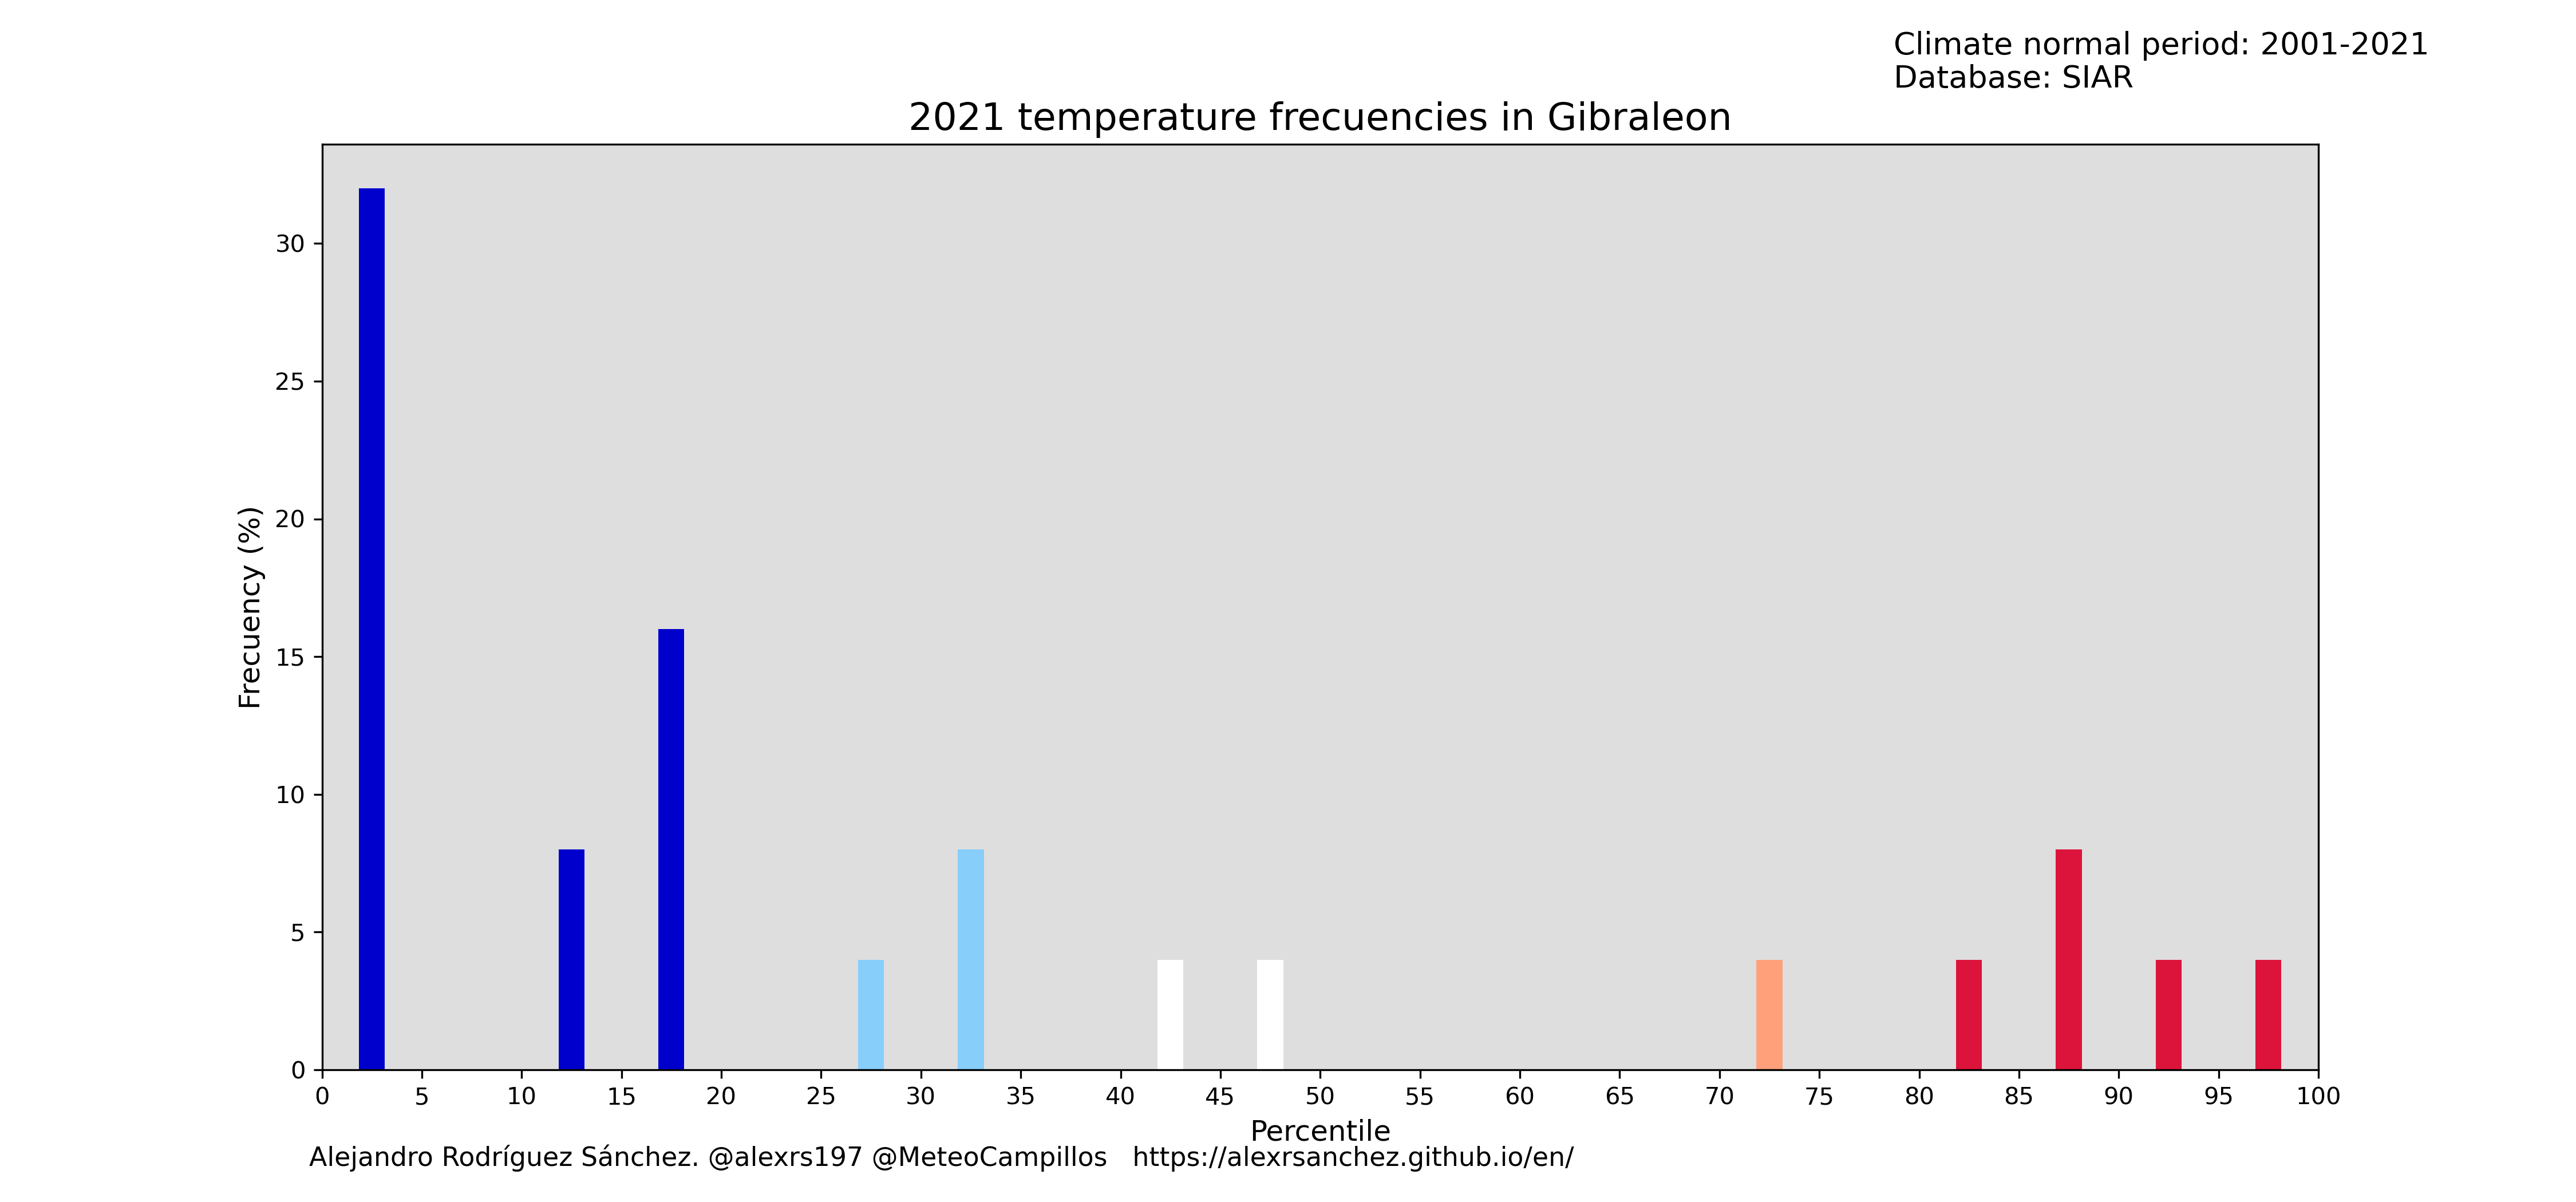 Climate normal period: 2001-2021
Database: SIAR
2021 temperature frecuencies in Gibraleon
Frecuency (%)
30
25
20
15
10
5
0
0 5 10 15 20 25 30 35 40 45 50 55 60 65 70 75 80 85 90 95 100
Percentile
Alejandro Rodríguez Sánchez. @alexrs197 @MeteoCampillos https://alexrsanchez.github.io/en/